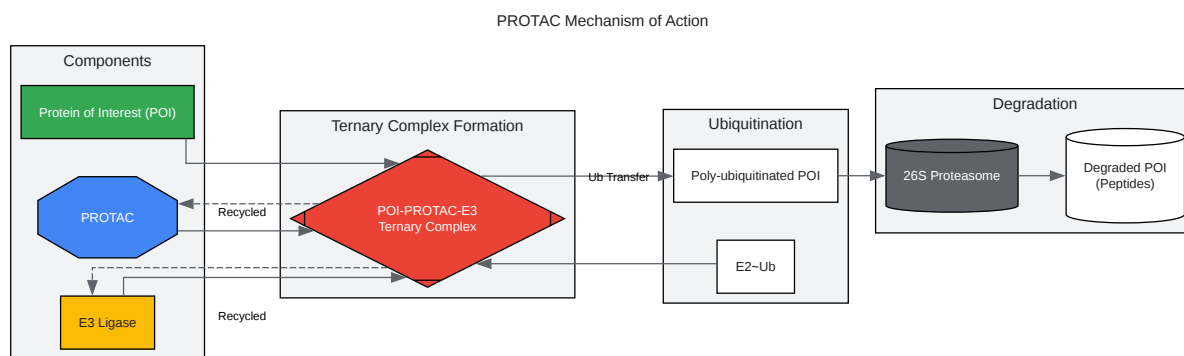 PROTAC Mechanism of Action
Components
Protein of Interest (POI)
PROTAC
E3 Ligase
Recycled
Recycled
Ternary Complex Formation
POI-PROTAC-E3
Ternary Complex
Ub Transfer
Ubiquitination
Poly-ubiquitinated POI
E2~Ub
Degradation
26S Proteasome
Degraded POI
(Peptides)